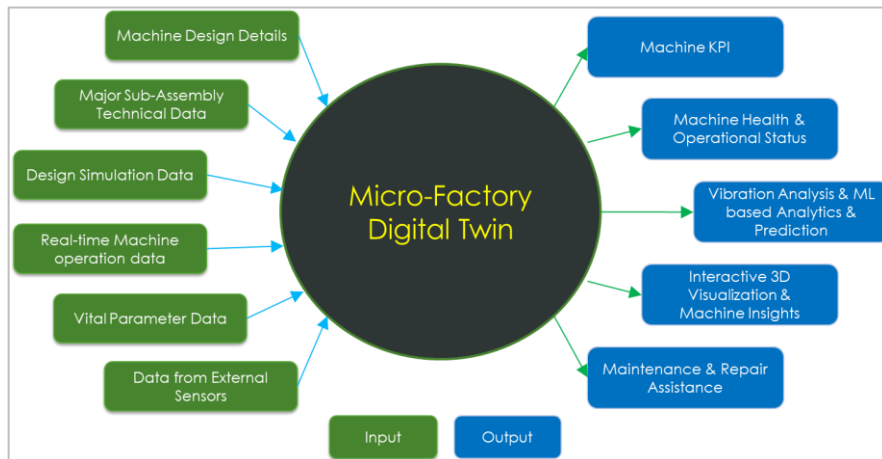 Machine Design Details
Major Sub-Assembly
Technical Data
Design Simulation Data
Real-time Machine
operation data
Vital Parameter Data
Data from External
Sensors
Micro-Factory
Digital Twin
Machine KPI
Machine Health &
Operational Status
Vibration Analysis & ML
based Analytics &
Prediction
Interactive 3D
Visualization &
Machine Insights
Maintenance & Repair
Assistance
Input
Output